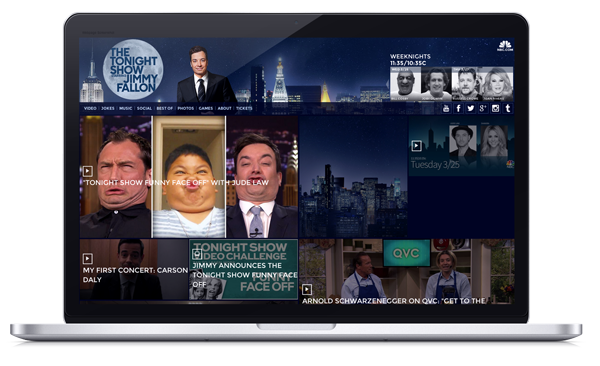 THE
TONIGHT
SHOW
JIMMY
FALLON
WEEKNIGHTS
11:35/10:35C
NBC.COM
VIDEO JOKES MUSIC SOCIAL BEST OF PHOTOS GAMES ABOUT TICKETS
"TONIGHT SHOW FUNNY FACE OFF" WITH JUDE LAW
Tuesday 3/25
MY FIRST CONCERT: CARSON
DALY
TONIGHT SHOW
VIDEO CHALLENGE
FUNNY
FACE OFF
JIMMY ANNOUNCES THE
TONIGHT SHOW FUNNY FACE
OFF
QVC
ARNOLD SCHWARZENEGGER ON QVC: "GET TO THE